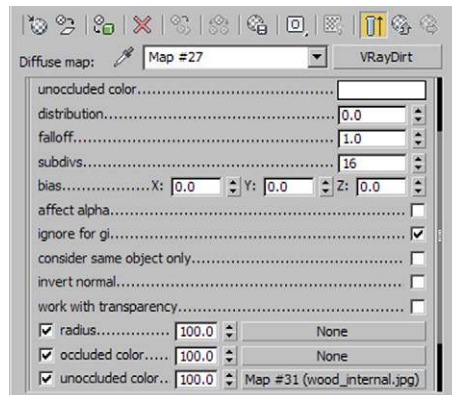 Diffuse map: Map #27 VRayDirt
unoccluded color
distribution 0.0
falloff 1.0
subdivs 16
bias X: 0.0 Y: 0.0 Z: 0.0
affect alpha
ignore for gi
consider same object only
invert normal
work with transparency
radius 100.0 None
occluded color 100.0 None
unoccluded color 100.0 Map #31 (wood_internal.jpg)